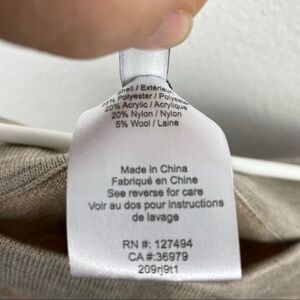 Shell / Extérieur
% Polyester / Polyester
25% Acrylic / Acrylique
20% Nylon / Nylon
5% Wool / Laine
Made in China
Fabriqué en Chine
See reverse for care
Voir au dos pour instructions
de lavage
RN #: 127494
CA #: 36979
209rj9t1